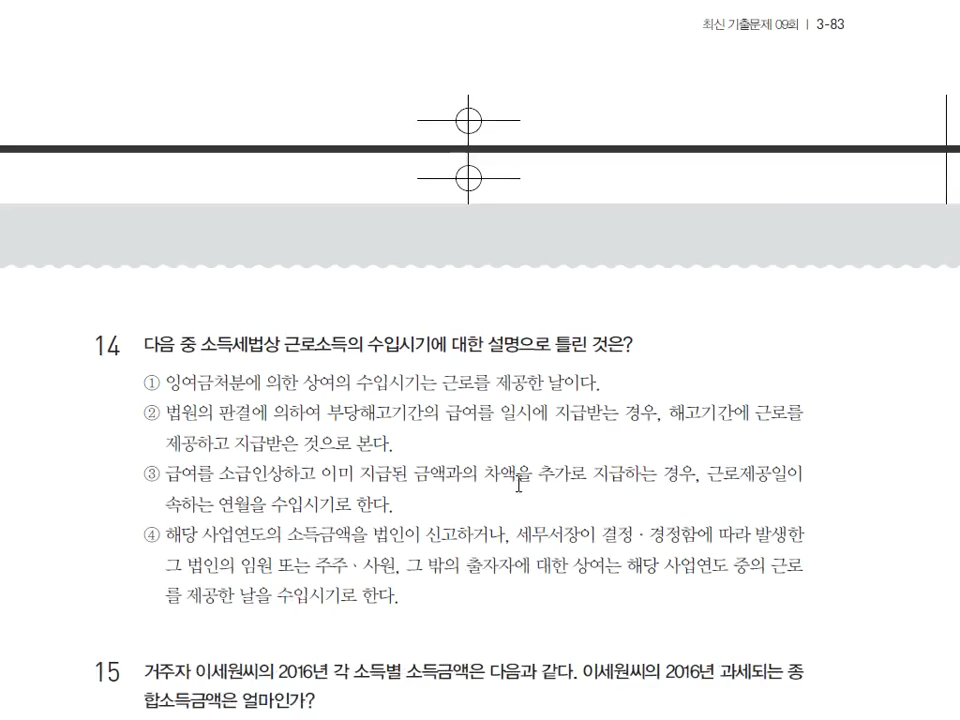 최신 기출문제 09회 | 3-83
14 다음 중 소득세법상 근로소득의 수입시기에 대한 설명으로 틀린 것은?
① 잉여금처분에 의한 상여의 수입시기는 근로를 제공한 날이다.
② 법원의 판결에 의하여 부당해고기간의 급여를 일시에 지급받는 경우, 해고기간에 근로를
제공하고 지급받은 것으로 본다.
③ 급여를 소급인상하고 이미 지급된 금액과의 차액을 추가로 지급하는 경우, 근로제공일이
속하는 연월을 수입시기로 한다.
④ 해당 사업연도의 소득금액을 법인이 신고하거나, 세무서장이 결정·경정함에 따라 발생한
그 법인의 임원 또는 주주·사원, 그 밖의 출자자에 대한 상여는 해당 사업연도 중의 근로
를 제공한 날을 수입시기로 한다.
15 거주자 이세원씨의 2016년 각 소득별 소득금액은 다음과 같다. 이세원씨의 2016년 과세되는 종
합소득금액은 얼마인가?